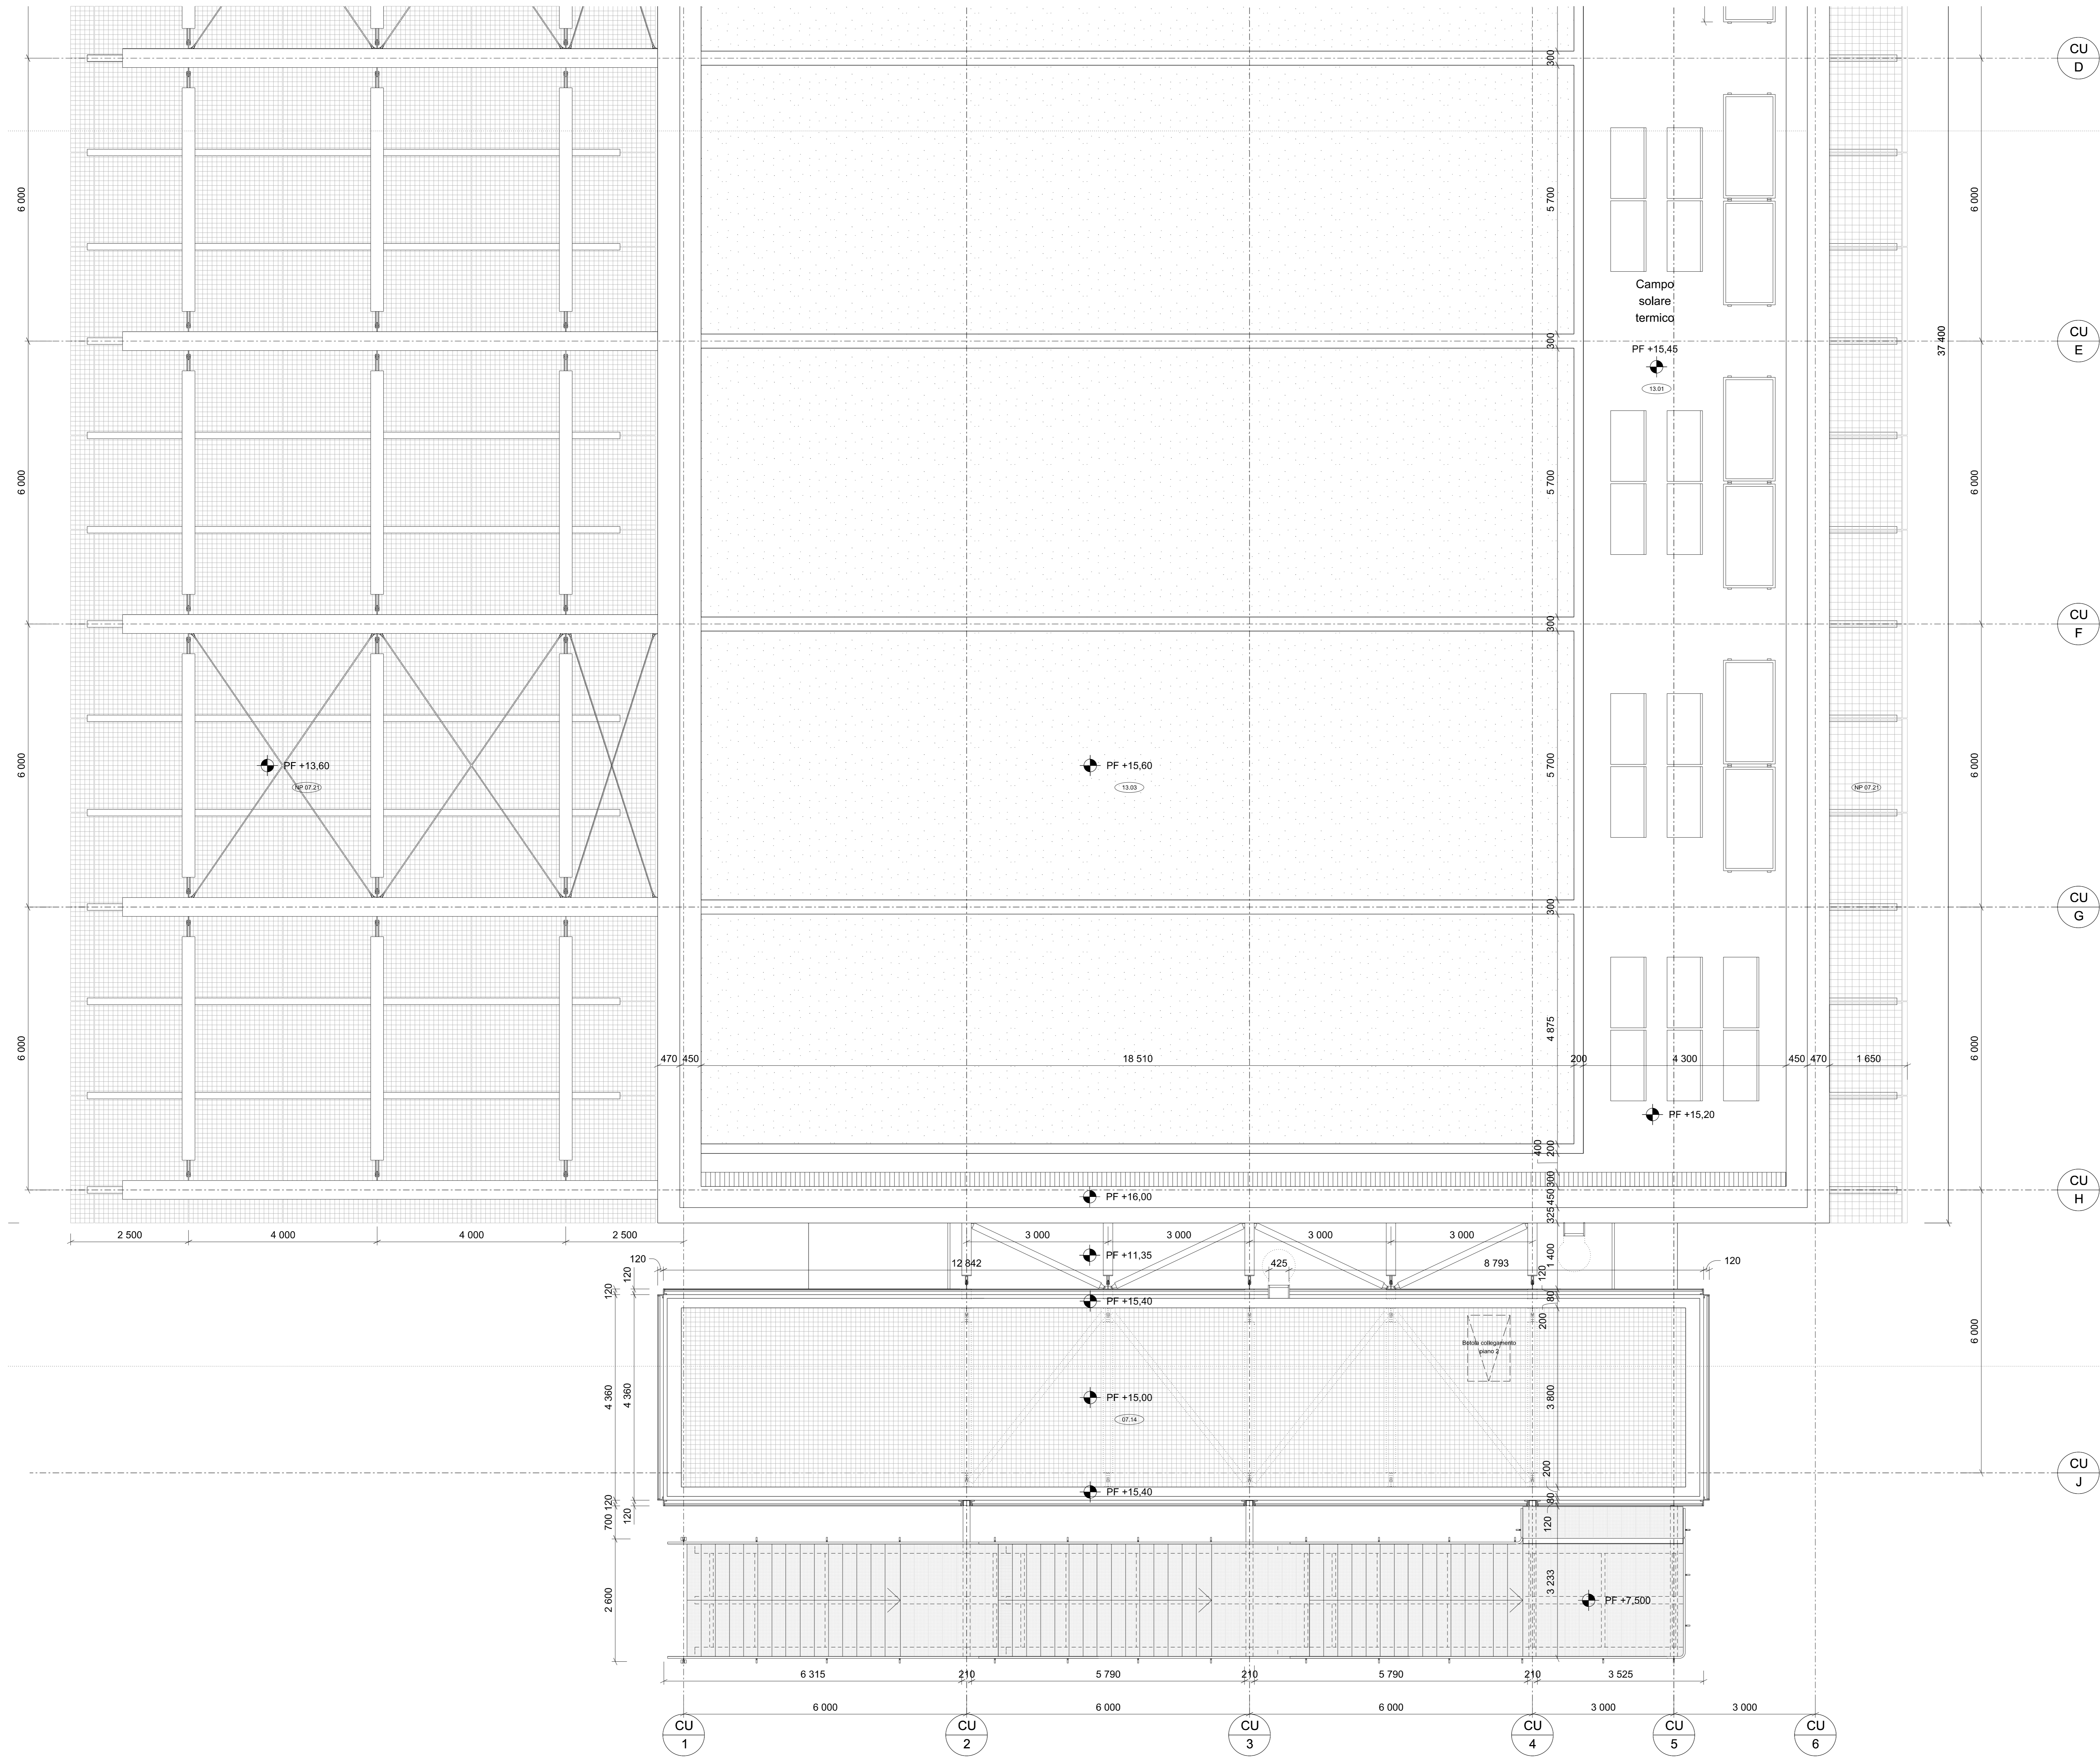 CU
D
300
6 000
5 700
6 000
Campo
solare
termico
300
37 400
CU
E
PF +15,45
13.01
6 000
5 700
6 000
300
CU
F
6 000
PF +13,60
NP 07.21
PF +15,60
13.03
5 700
6 000
NP 07.21
300
CU
G
6 000
4 875
6 000
470
450
18 510
200
4 300
450
470
1 650
PF +15,20
400
200
300
PF +16,00
450
325
CU
H
2 500
4 000
4 000
2 500
3 000
3 000
3 000
3 000
PF +11,35
1 400
120
12 842
425
8 793
120
120
120
120
80
PF +15,40
200
Botola collegamento
piano 2
6 000
4 360
4 360
PF +15,00
3 800
07.14
200
CU
J
PF +15,40
80
120
120
700
120
2 600
3 233
PF +7,500
6 315
210
5 790
210
5 790
210
3 525
6 000
6 000
6 000
3 000
3 000
CU
1
CU
2
CU
3
CU
4
CU
5
CU
6